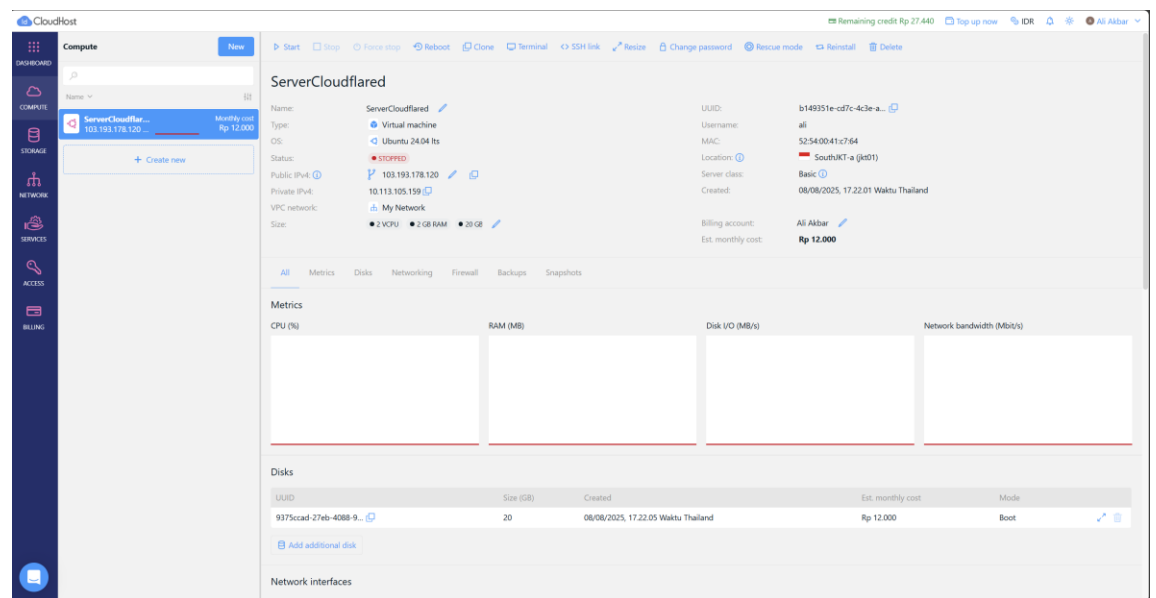 id CloudHost
Remaining credit Rp 27.440 Top up now IDR Ali Akbar
DASHBOARD
COMPUTE
STORAGE
NETWORK
SERVICES
ACCESS
BILLING
Compute New
Name
ServerCloudflar... Monthly cost
103.193.178.120 ... Rp 12.000
+ Create new
Start Stop Force stop Reboot Clone Terminal SSH link Resize Change password Rescue mode Reinstall Delete
ServerCloudflared
Name: ServerCloudflared
Type: Virtual machine
OS: Ubuntu 24.04 lts
Status: STOPPED
Public IPv4: 103.193.178.120
Private IPv4: 10.113.105.159
VPC network: My Network
Size: 2 VCPU 2 GB RAM 20 GB
UUID: b149351e-cd7c-4c3e-a...
Username: ali
MAC: 52:54:00:41:c7:64
Location: SouthJKT-a (jkt01)
Server class: Basic
Created: 08/08/2025, 17.22.01 Waktu Thailand
Billing account: Ali Akbar
Est. monthly cost: Rp 12.000
All Metrics Disks Networking Firewall Backups Snapshots
Metrics
CPU (%) RAM (MB) Disk I/O (MB/s) Network bandwidth (Mbit/s)
Disks
UUID Size (GB) Created Est. monthly cost Mode
9375ccad-27eb-4088-9... 20 08/08/2025, 17.22.05 Waktu Thailand Rp 12.000 Boot
Add additional disk
Network interfaces